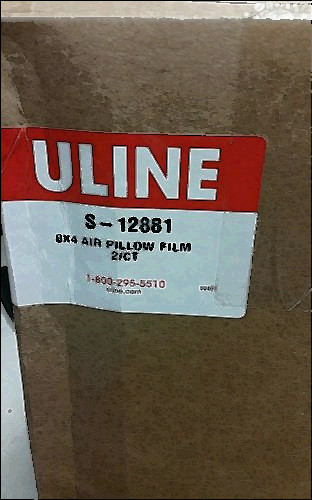 ULINE
S-12881
8X4 AIR PILLOW FILM
2/CT
1-800-295-5510
uline.com